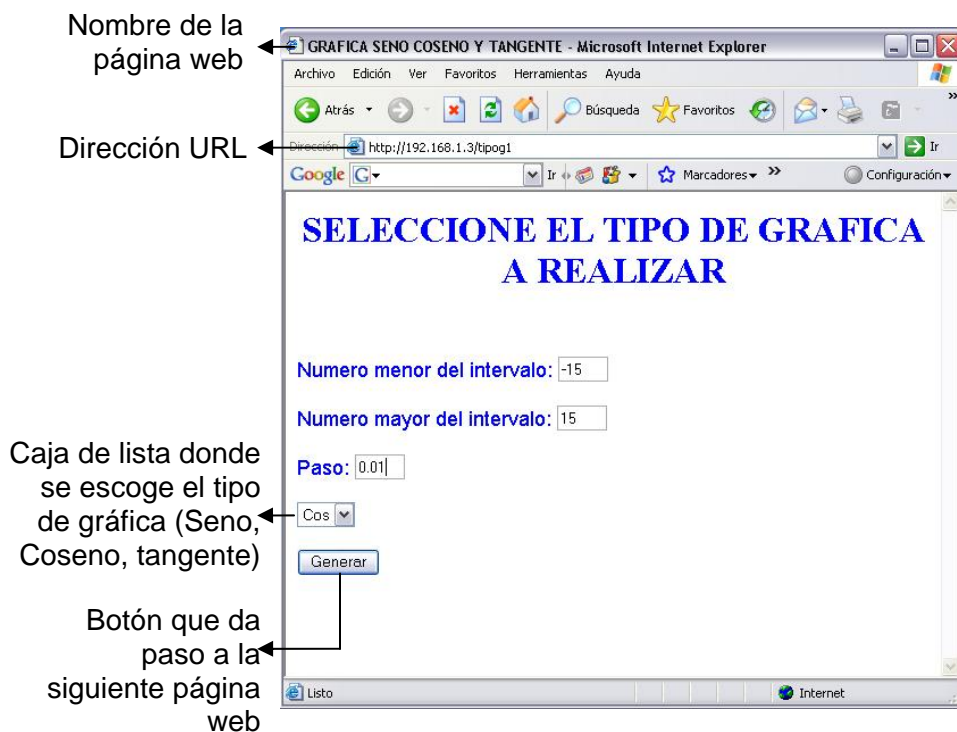 Nombre de la
página web
GRAFICA SENO COSENO Y TANGENTE - Microsoft Internet Explorer
Archivo Edición Ver Favoritos Herramientas Ayuda
Atrás Búsqueda Favoritos »
Dirección URL
Dirección http://192.168.1.3/tipog1 Ir
Google G Ir Marcadores » Configuración
SELECCIONE EL TIPO DE GRAFICA
A REALIZAR
Numero menor del intervalo: -15
Numero mayor del intervalo: 15
Paso: 0.01
Caja de lista donde
se escoge el tipo
de gráfica (Seno,
Coseno, tangente)
Cos
Generar
Botón que da
paso a la
siguiente página
web
Listo Internet